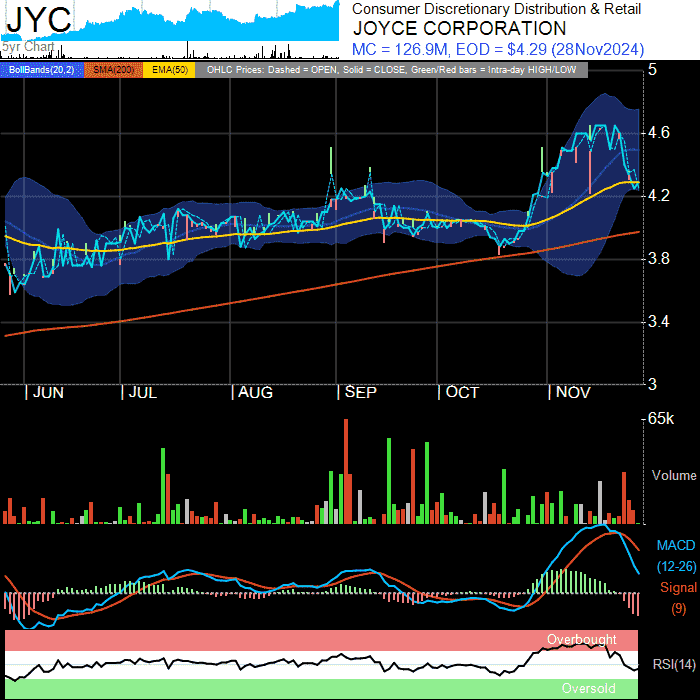 JYC
5yr Chart
Consumer Discretionary Distribution & Retail
JOYCE CORPORATION
MC = 126.9M, EOD = $4.29 (28Nov2024)
BollBands(20,2) SMA(200) EMA(50) OHLC Prices: Dashed = OPEN, Solid = CLOSE, Green/Red bars = Intra-day HIGH/LOW
5
4.6
4.2
3.8
3.4
3
JUN JUL AUG SEP OCT NOV
65k
Volume
MACD
(12-26)
Signal
(9)
Overbought
RSI(14)
Oversold